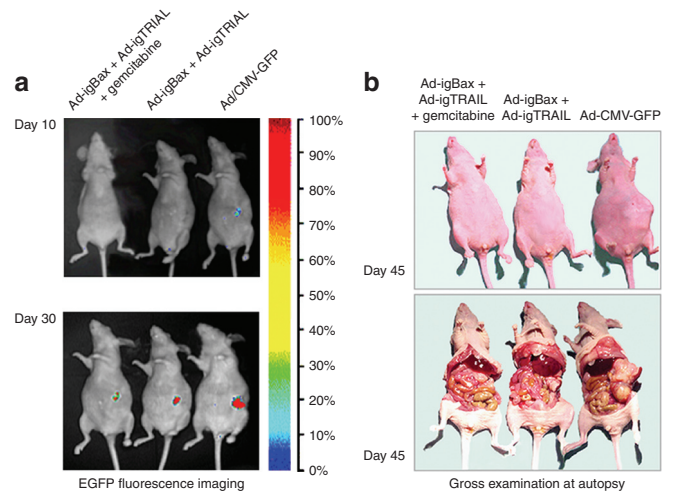 a
Ad-igBax + Ad-igTRIAL
+ gemcitabine
Ad-igBax + Ad-igTRIAL
Ad/CMV-GFP
Day 10
Day 30
100%
90%
80%
70%
60%
50%
40%
30%
20%
10%
0%
EGFP fluorescence imaging
b
Ad-igBax +
Ad-igTRAIL
+ gemcitabine
Ad-igBax +
Ad-igTRAIL
Ad-CMV-GFP
Day 45
Day 45
Gross examination at autopsy